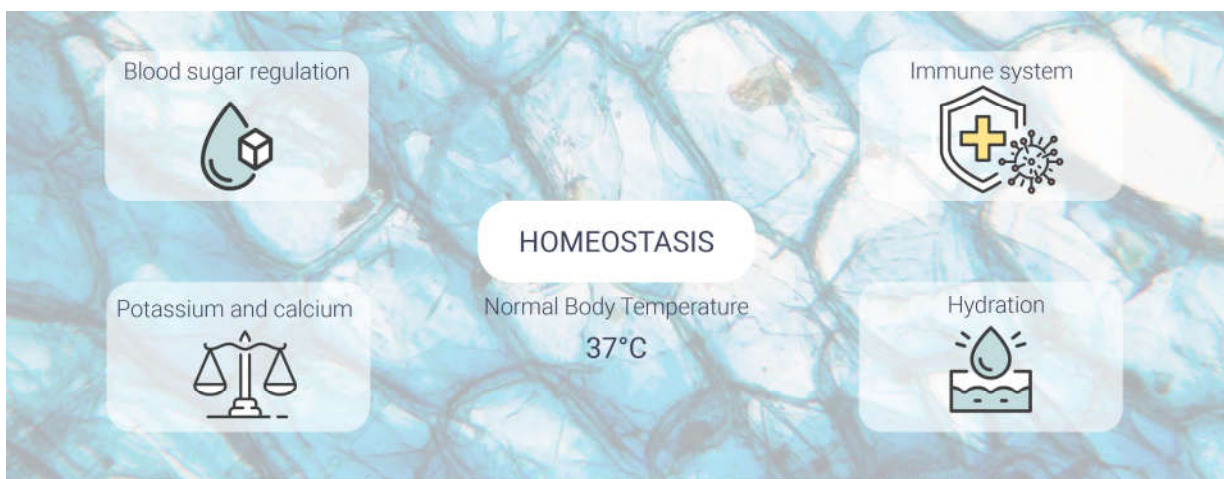 Blood sugar regulation
Immune system
HOMEOSTASIS
Normal Body Temperature
37°C
Potassium and calcium
Hydration